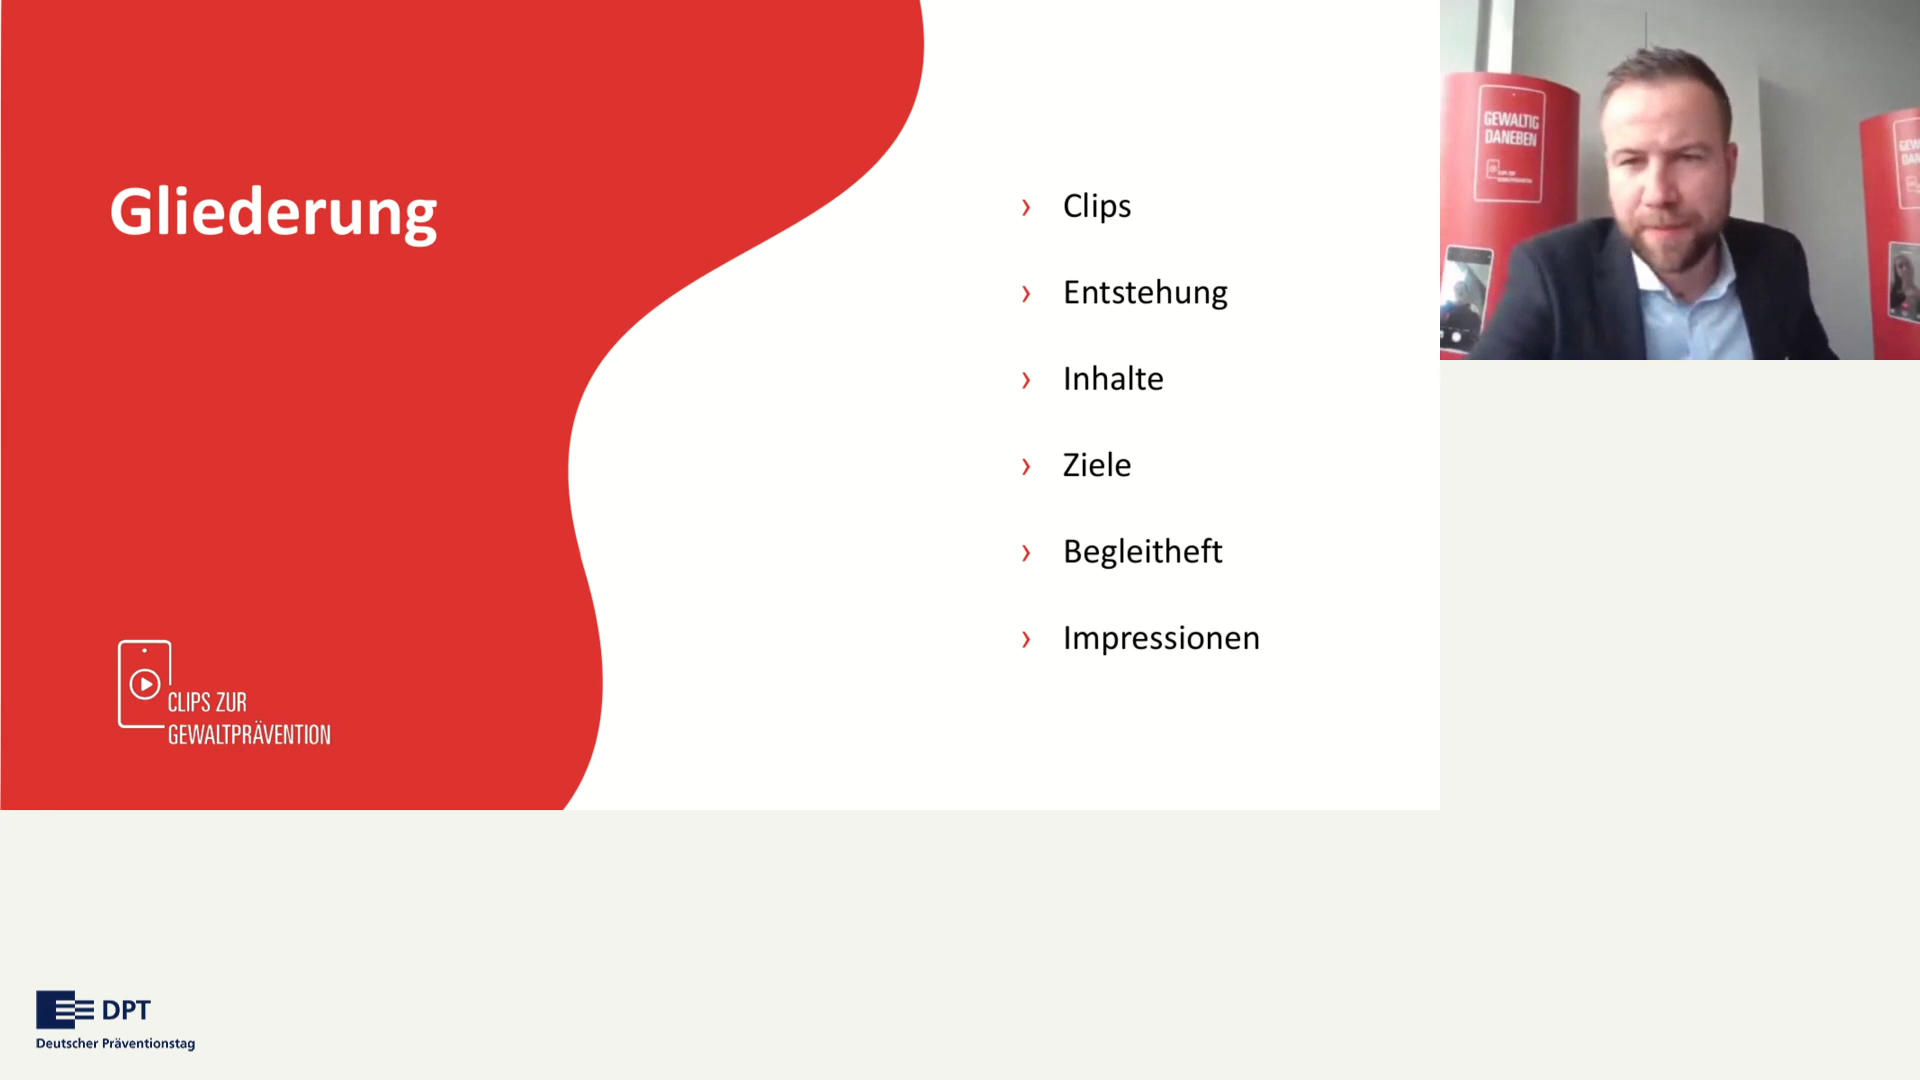 Gliederung
› Clips
› Entstehung
› Inhalte
› Ziele
› Begleitheft
› Impressionen
CLIPS ZUR
GEWALTPRÄVENTION
GEWALTIG
DANEBEN
DPT
Deutscher Präventionstag